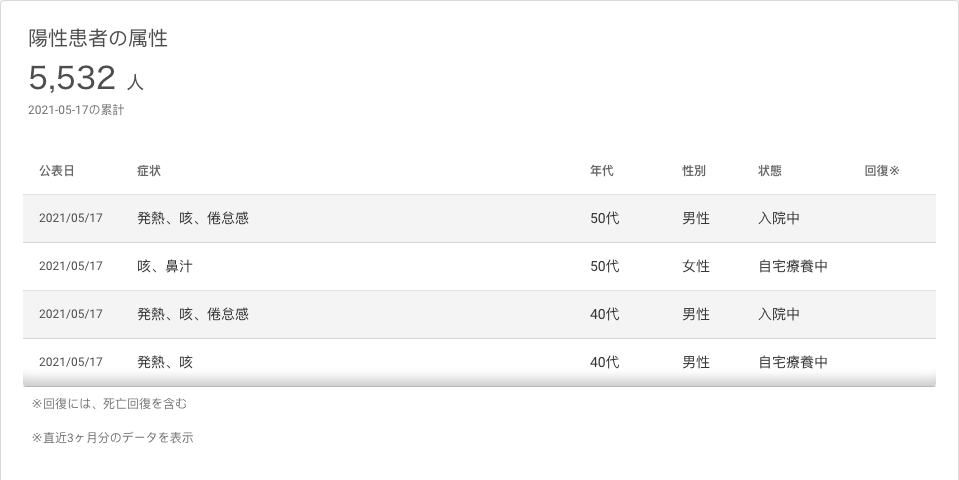 陽性患者の属性
5,532 人
2021-05-17の累計
公表日 症状 年代 性別 状態 回復※
2021/05/17 発熱、咳、倦怠感 50代 男性 入院中
2021/05/17 咳、鼻汁 50代 女性 自宅療養中
2021/05/17 発熱、咳、倦怠感 40代 男性 入院中
2021/05/17 発熱、咳 40代 男性 自宅療養中
※回復には、死亡回復を含む
※直近3ヶ月分のデータを表示